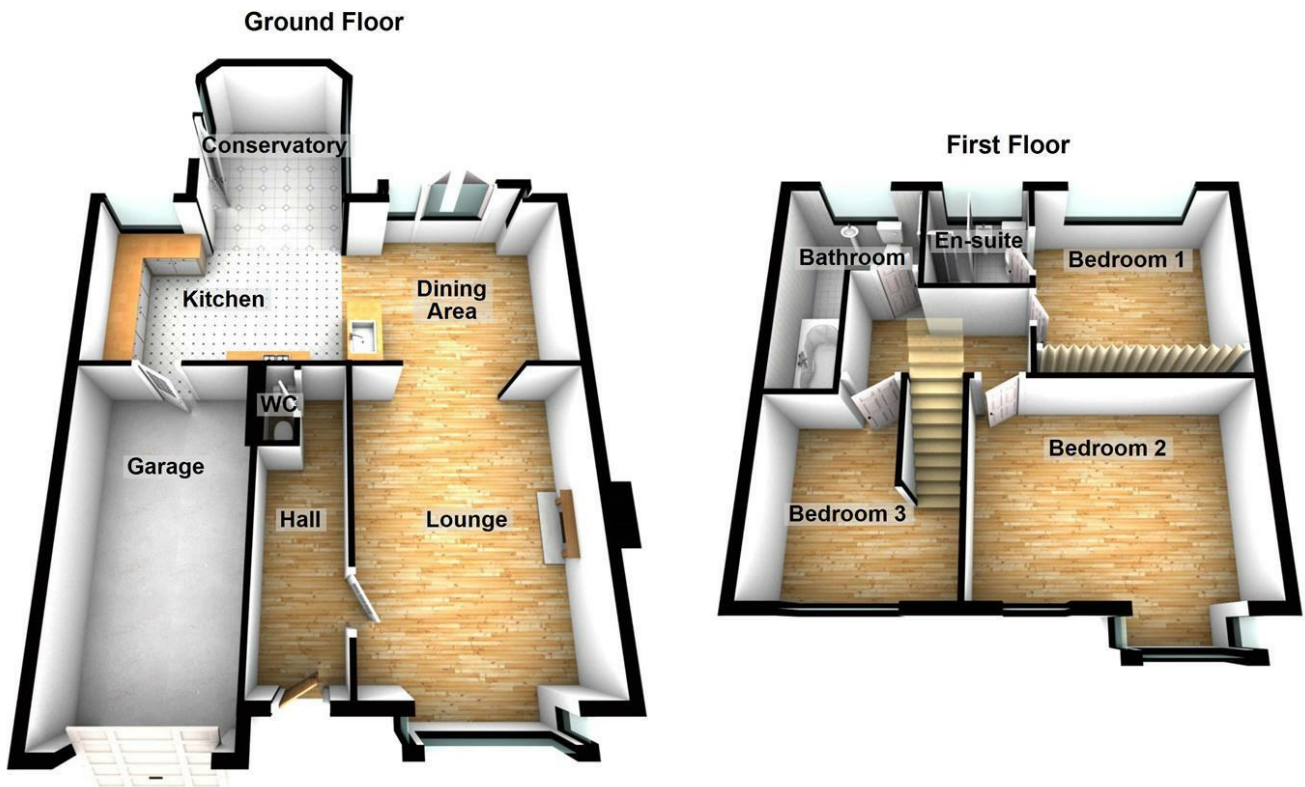 Ground Floor
Conservatory
Kitchen
Dining
Area
WC
Garage
Hall
Lounge
First Floor
Bathroom
En-suite
Bedroom 1
Bedroom 2
Bedroom 3